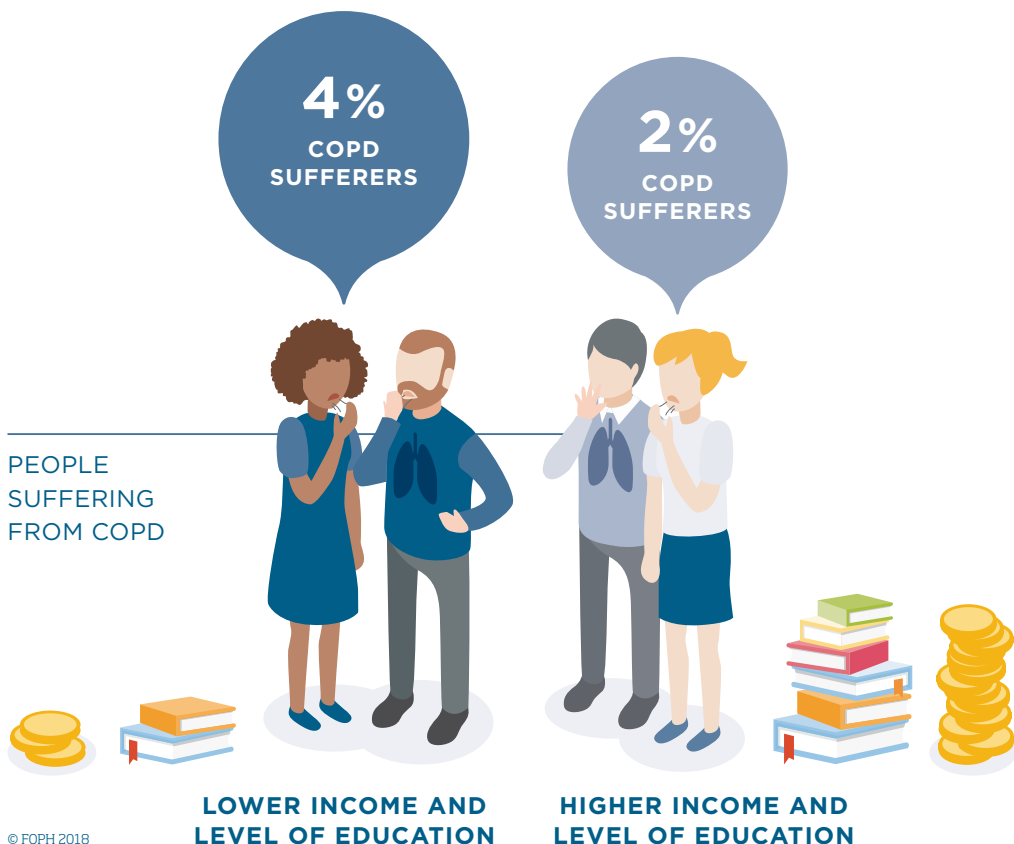 4%
COPD
SUFFERERS
2%
COPD
SUFFERERS
PEOPLE
SUFFERING
FROM COPD
LOWER INCOME AND
LEVEL OF EDUCATION
HIGHER INCOME AND
LEVEL OF EDUCATION
© FOPH 2018